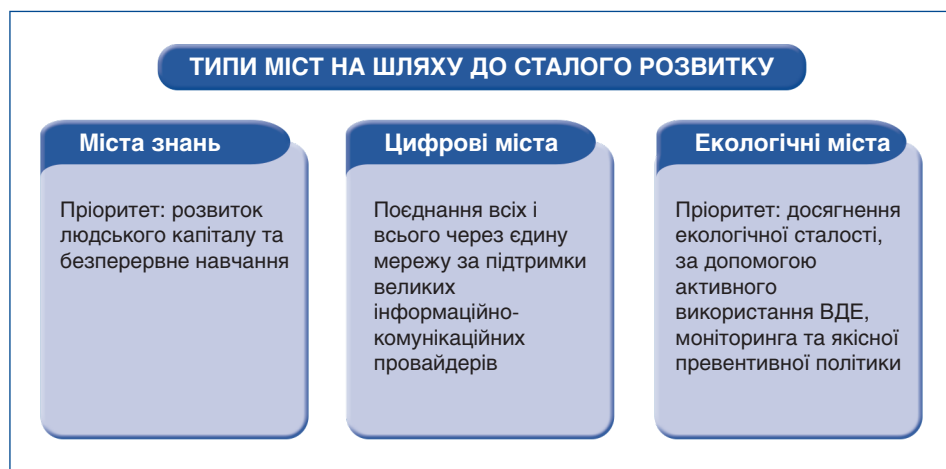 ТИПИ МІСТ НА ШЛЯХУ ДО СТАЛОГО РОЗВИТКУ
Міста знань
Пріоритет: розвиток
людського капіталу та
безперервне навчання
Цифрові міста
Поєднання всіх і
всього через єдину
мережу за підтримки
великих
інформаційно-
комунікаційних
провайдерів
Екологічні міста
Пріоритет: досягнення
екологічної сталості,
за допомогою
активного
використання ВДЕ,
моніторинга та якісної
превентивної політики